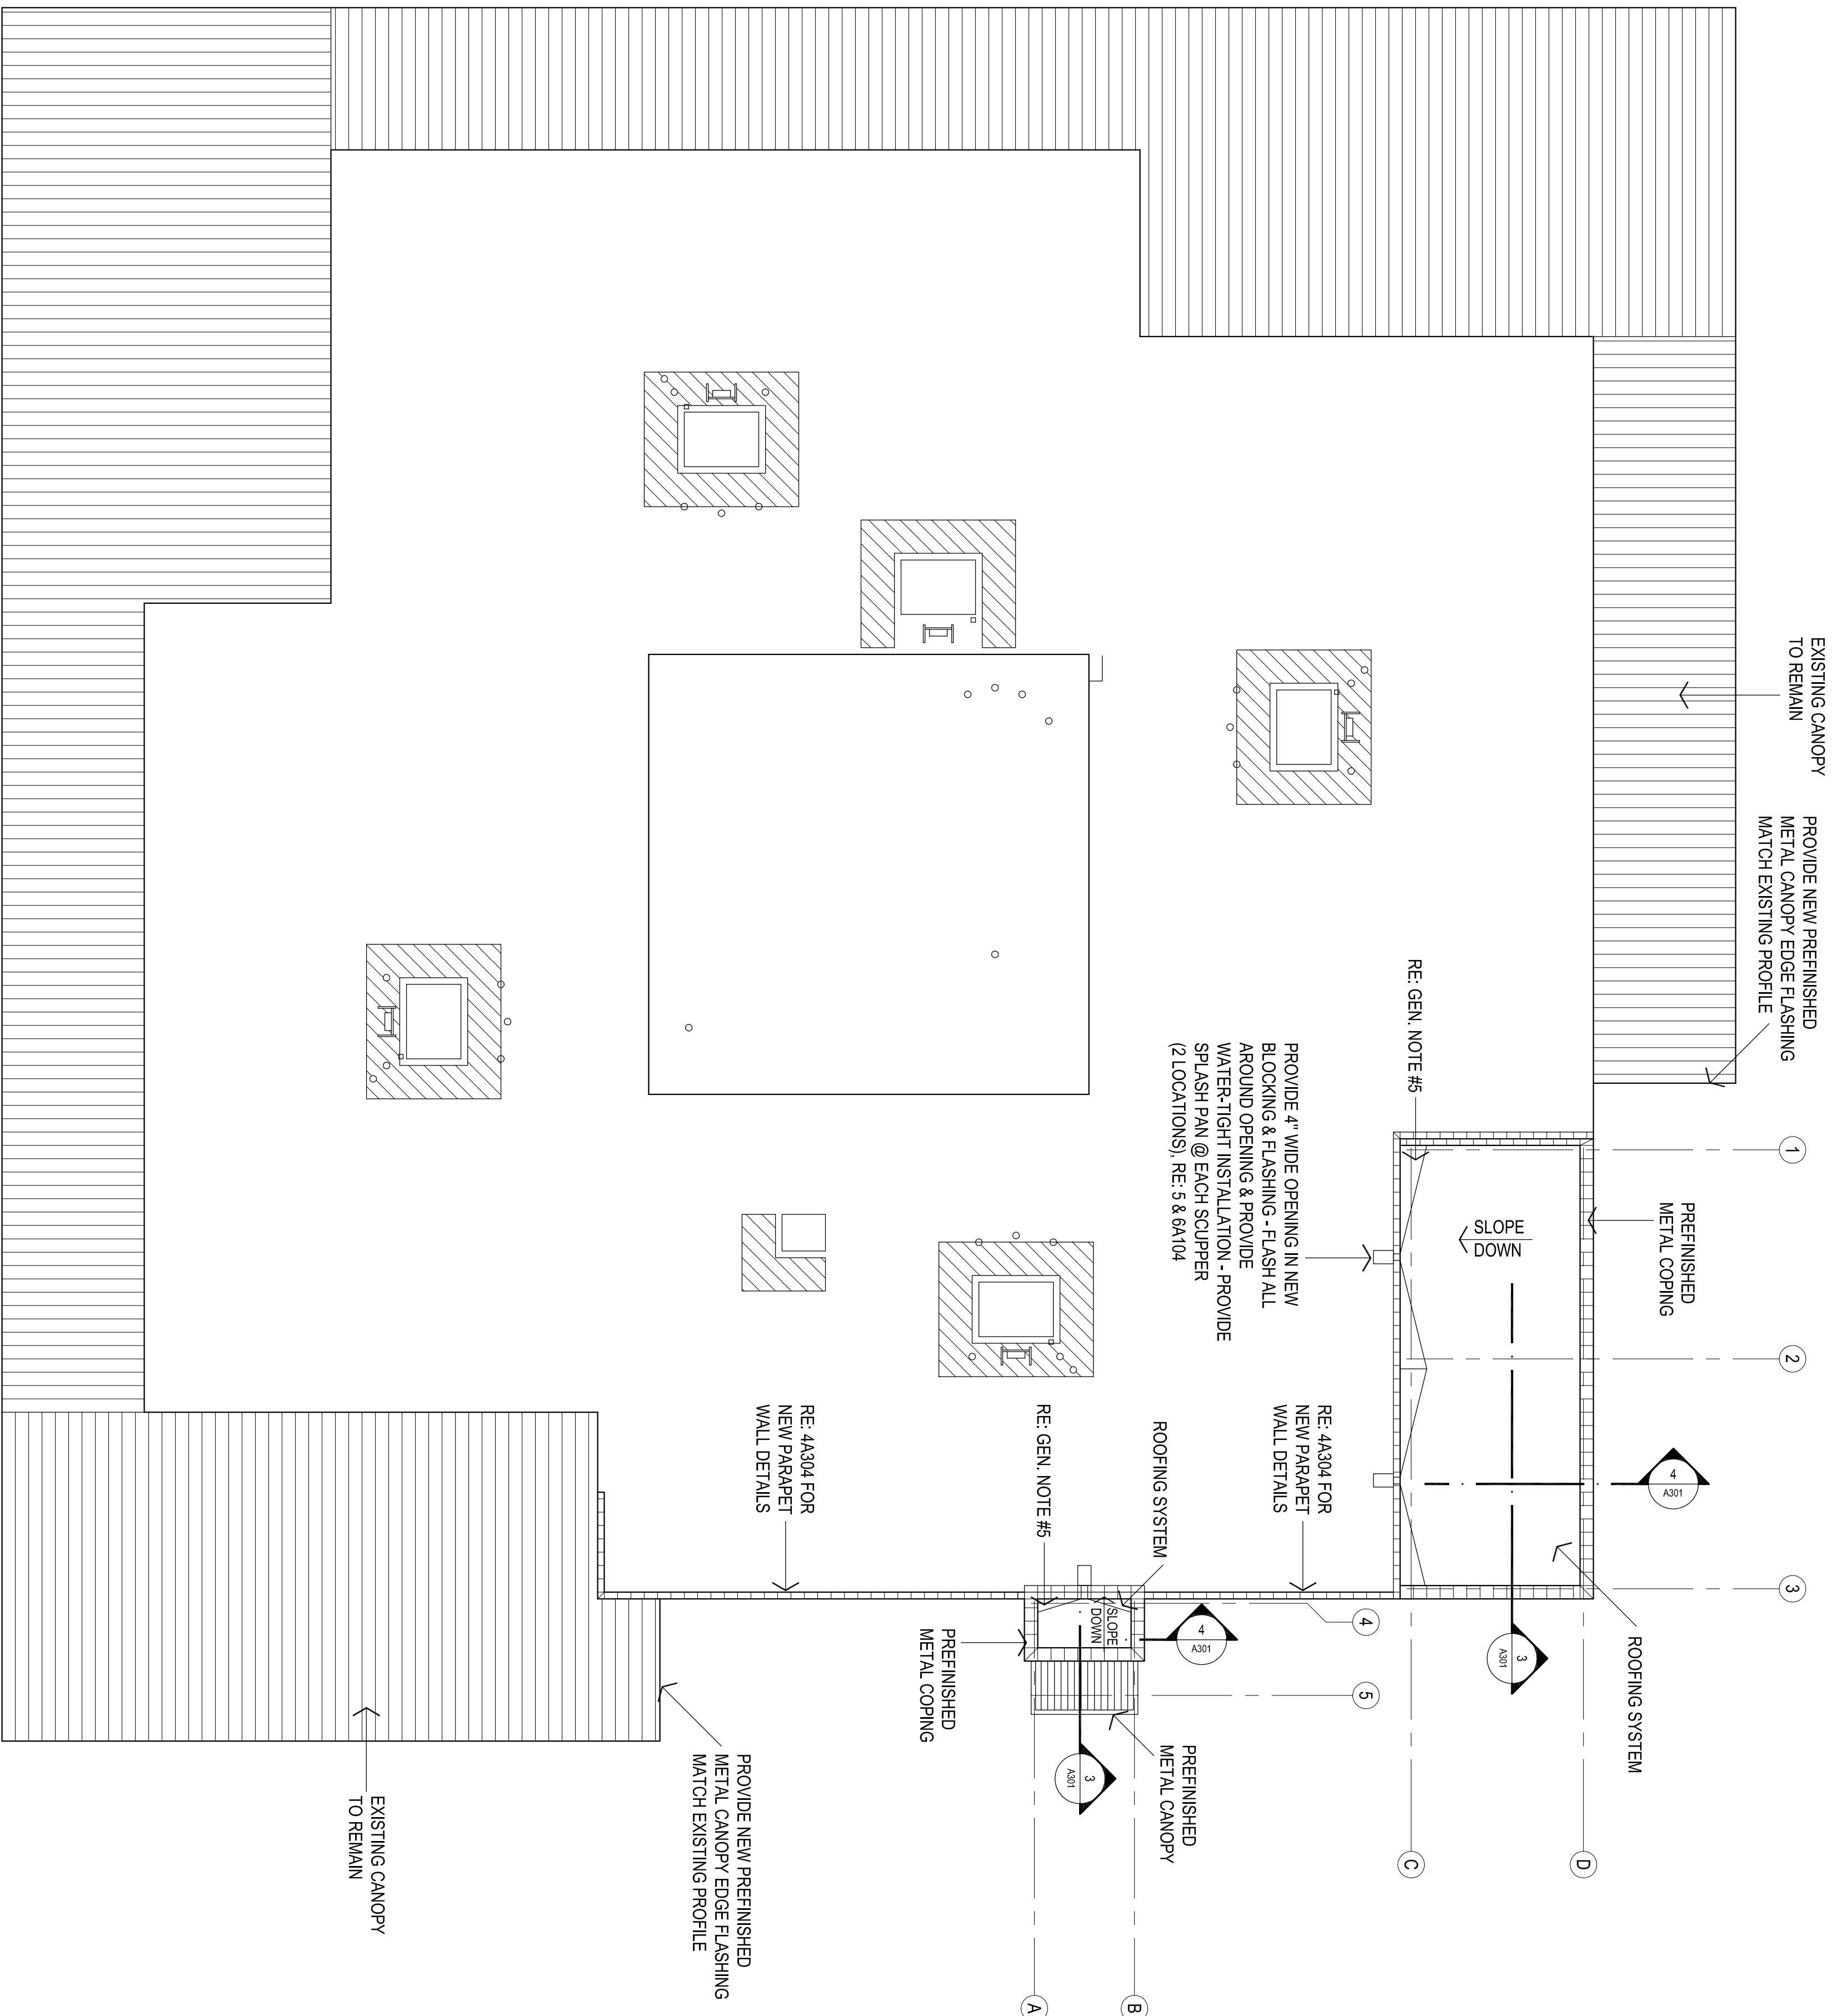 EXISTING CANOPY
TO REMAIN
PROVIDE NEW PREFINISHED
METAL CANOPY EDGE FLASHING
MATCH EXISTING PROFILE
1
2
3
PREFINISHED
METAL COPING
RE: GEN. NOTE #5
SLOPE
DOWN
4
A301
3
A301
ROOFING SYSTEM
D
C
PROVIDE 4" WIDE OPENING IN NEW
BLOCKING & FLASHING - FLASH ALL
AROUND OPENING & PROVIDE
WATER-TIGHT INSTALLATION - PROVIDE
SPLASH PAN @ EACH SCUPPER
(2 LOCATIONS), RE: 5 & 6A104
RE: 4A304 FOR
NEW PARAPET
WALL DETAILS
4
5
ROOFING SYSTEM
RE: GEN. NOTE #5
SLOPE
DOWN
4
A301
3
A301
PREFINISHED
METAL CANOPY
PREFINISHED
METAL COPING
B
A
RE: 4A304 FOR
NEW PARAPET
WALL DETAILS
PROVIDE NEW PREFINISHED
METAL CANOPY EDGE FLASHING
MATCH EXISTING PROFILE
EXISTING CANOPY
TO REMAIN